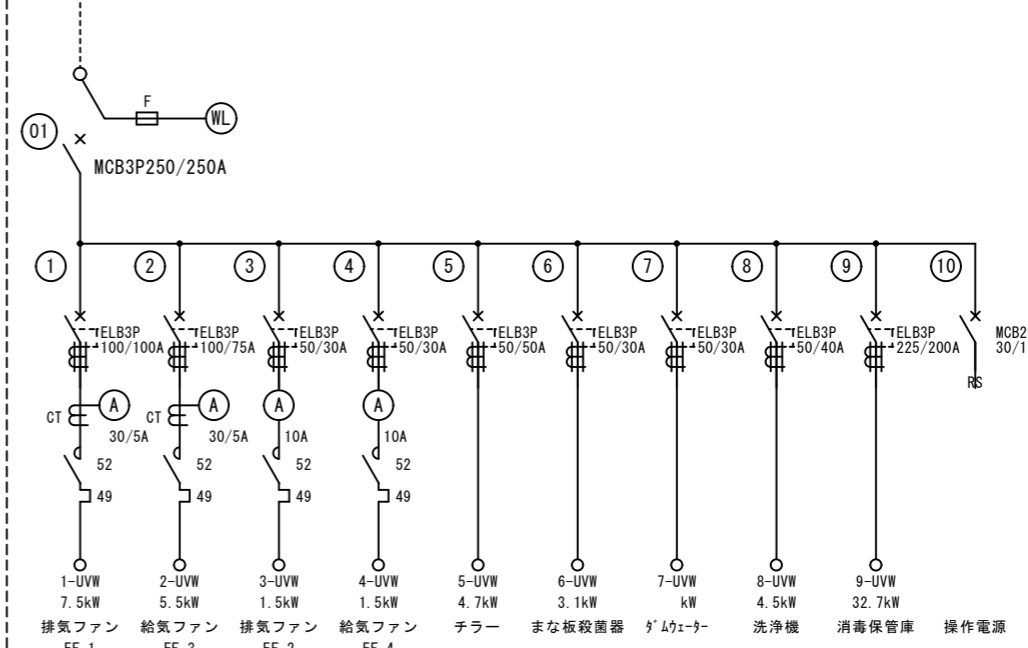 F
WL
01
MCB3P250/250A
1
2
3
4
5
6
7
8
9
10
ELB3P
100/100A
ELB3P
100/75A
ELB3P
50/30A
ELB3P
50/30A
ELB3P
50/50A
ELB3P
50/30A
ELB3P
50/30A
ELB3P
50/40A
ELB3P
225/200A
MCB2
30/1
RS
CT
A
30/5A
CT
A
30/5A
A
10A
A
10A
52
52
52
52
49
49
49
49
1-UVW
7.5kW
排気ファン
2-UVW
5.5kW
給気ファン
3-UVW
1.5kW
排気ファン
4-UVW
1.5kW
給気ファン
5-UVW
4.7kW
チラー
6-UVW
3.1kW
まな板殺菌器
7-UVW
kW
ダムウェーター
8-UVW
4.5kW
洗浄機
9-UVW
32.7kW
消毒保管庫
操作電源